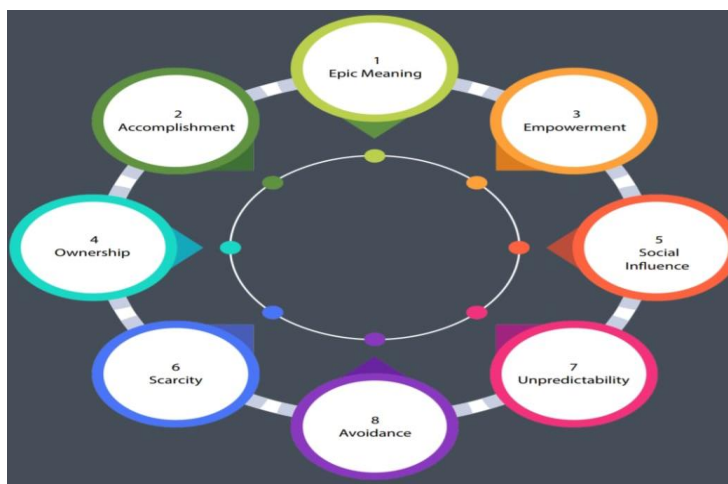 1
Epic Meaning
2
Accomplishment
3
Empowerment
4
Ownership
5
Social
Influence
6
Scarcity
7
Unpredictability
8
Avoidance